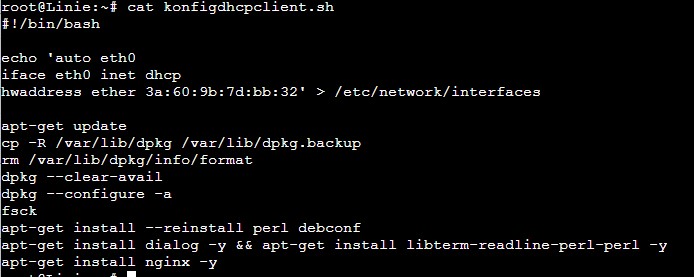 root@Linie:~# cat konfigdhcpclient.sh
#!/bin/bash
echo 'auto eth0
iface eth0 inet dhcp
hwaddress ether 3a:60:9b:7d:bb:32' > /etc/network/interfaces
apt-get update
cp -R /var/lib/dpkg /var/lib/dpkg.backup
rm /var/lib/dpkg/info/format
dpkg --clear-avail
dpkg --configure -a
fsck
apt-get install --reinstall perl debconf
apt-get install dialog -y && apt-get install libterm-readline-perl-perl -y
apt-get install nginx -y
root@Linie:~#